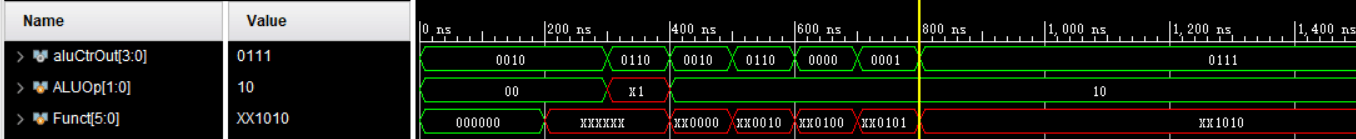 Name Value
0 ns 200 ns 400 ns 600 ns 800 ns 1,000 ns 1,200 ns 1,400 ns
aluCtrOut[3:0] 0111 0010 0110 0010 0110 0000 0001 0111
ALUOp[1:0] 10 00 X1 10
Funct[5:0] XX1010 000000 XXXXXX XX0000 XX0010 XX0100 XX0101 XX1010